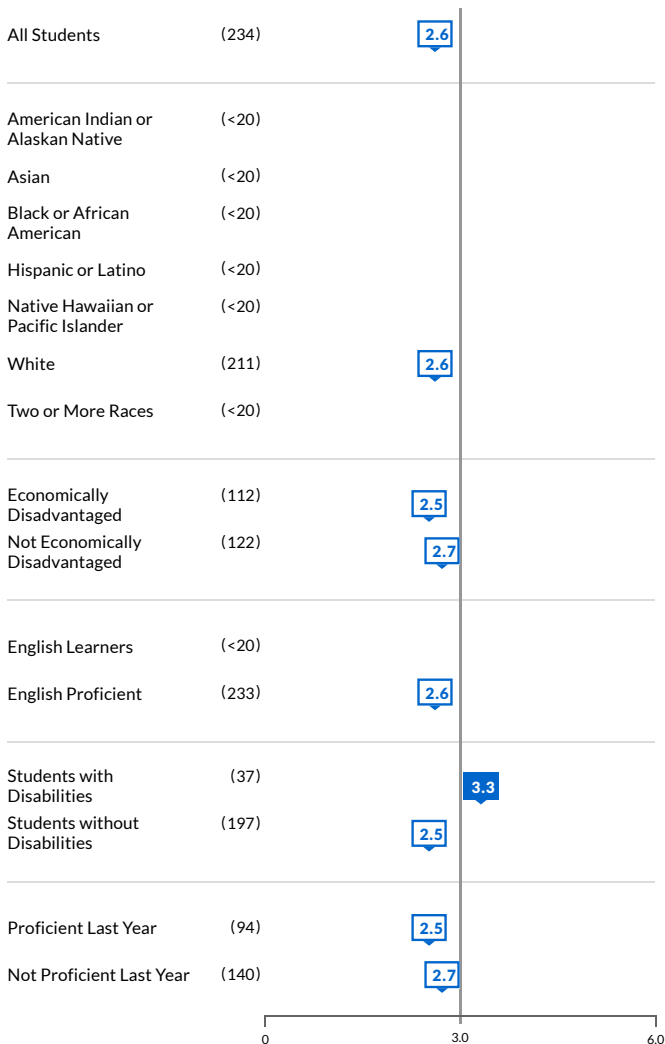 All Students (234) 2.6
American Indian or (<20)
Alaskan Native
Asian (<20)
Black or African (<20)
American
Hispanic or Latino (<20)
Native Hawaiian or (<20)
Pacific Islander
White (211) 2.6
Two or More Races (<20)
Economically (112) 2.5
Disadvantaged
Not Economically (122) 2.7
Disadvantaged
English Learners (<20)
English Proficient (233) 2.6
Students with (37) 3.3
Disabilities
Students without (197) 2.5
Disabilities
Proficient Last Year (94) 2.5
Not Proficient Last Year (140) 2.7
0 3.0 6.0